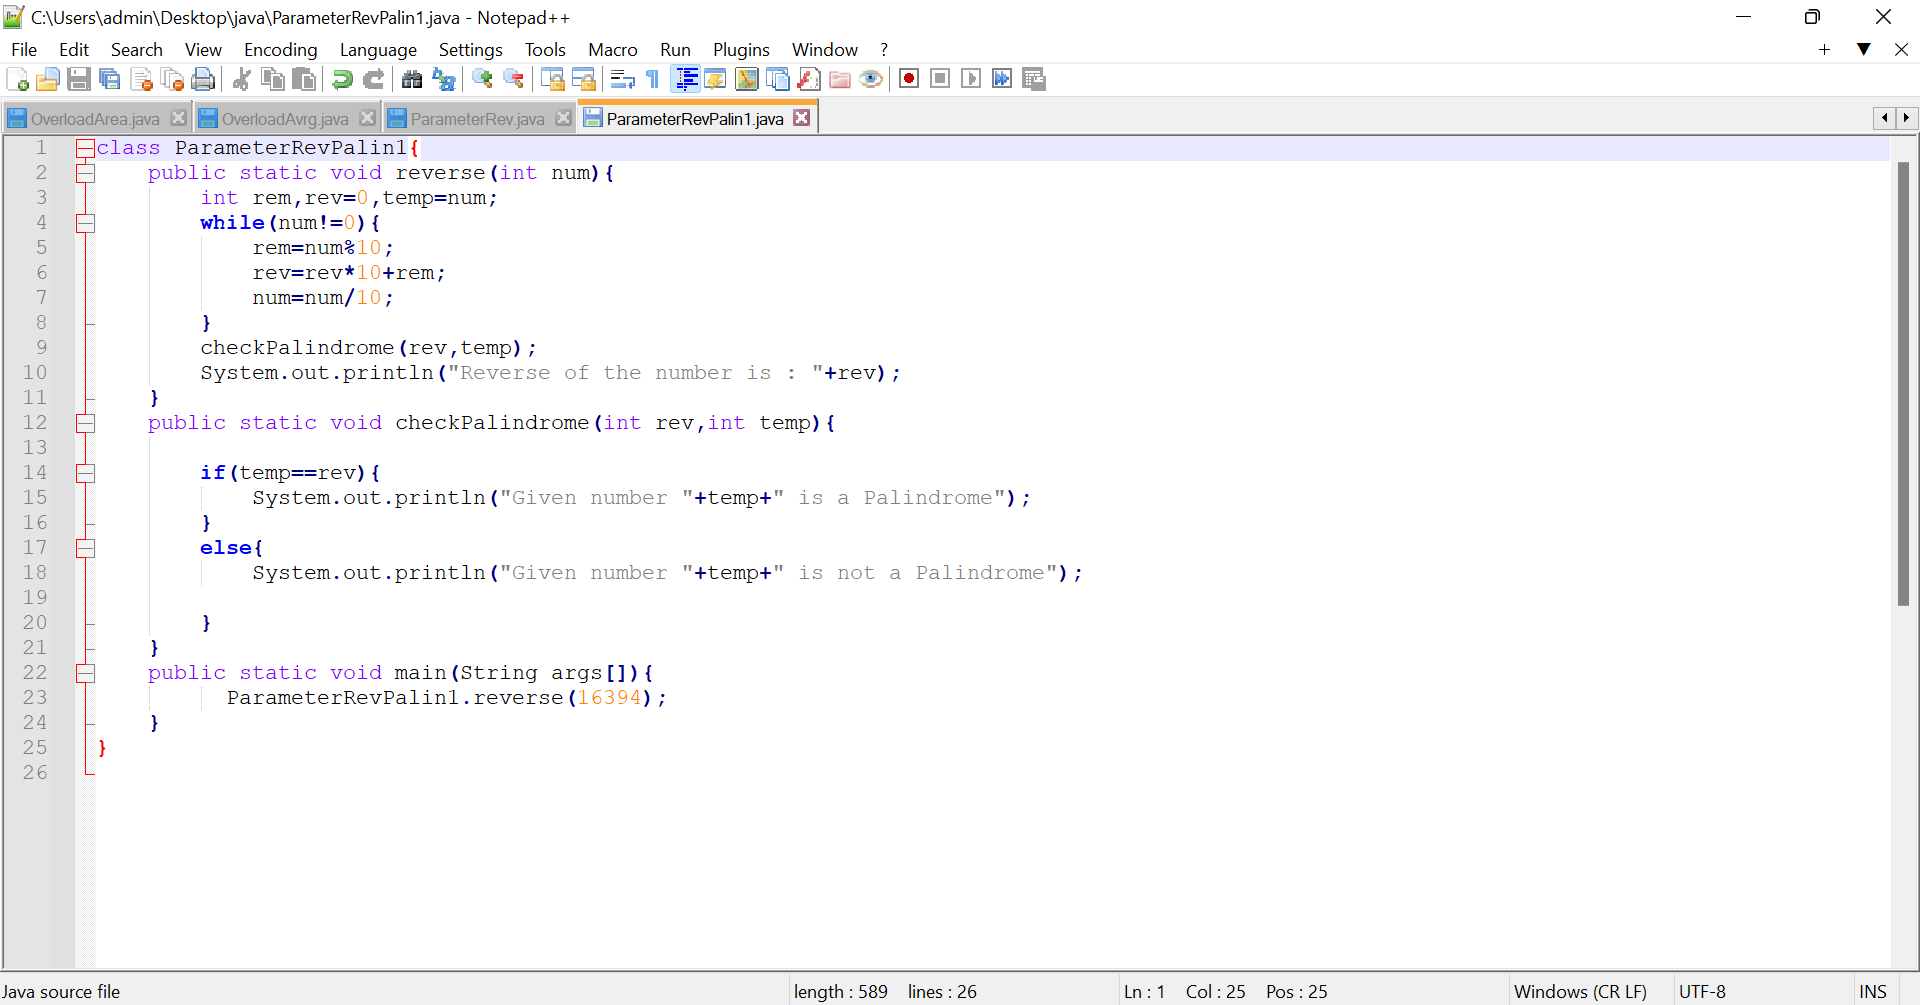 C:\Users\admin\Desktop\java\ParameterRevPalin1.java - Notepad++
File Edit Search View Encoding Language Settings Tools Macro Run Plugins Window ?
OverloadArea.java OverloadAvrg.java ParameterRev.java ParameterRevPalin1.java
1 class ParameterRevPalin1{
2 public static void reverse(int num){
3 int rem,rev=0,temp=num;
4 while(num!=0){
5 rem=num%10;
6 rev=rev*10+rem;
7 num=num/10;
8 }
9 checkPalindrome(rev,temp);
10 System.out.println("Reverse of the number is : "+rev);
11 }
12 public static void checkPalindrome(int rev,int temp){
13
14 if(temp==rev){
15 System.out.println("Given number "+temp+" is a Palindrome");
16 }
17 else{
18 System.out.println("Given number "+temp+" is not a Palindrome");
19
20 }
21 }
22 public static void main(String args[]){
23 ParameterRevPalin1.reverse(16394);
24 }
25 }
26
Java source file length : 589 lines : 26 Ln : 1 Col : 25 Pos : 25 Windows (CR LF) UTF-8 INS